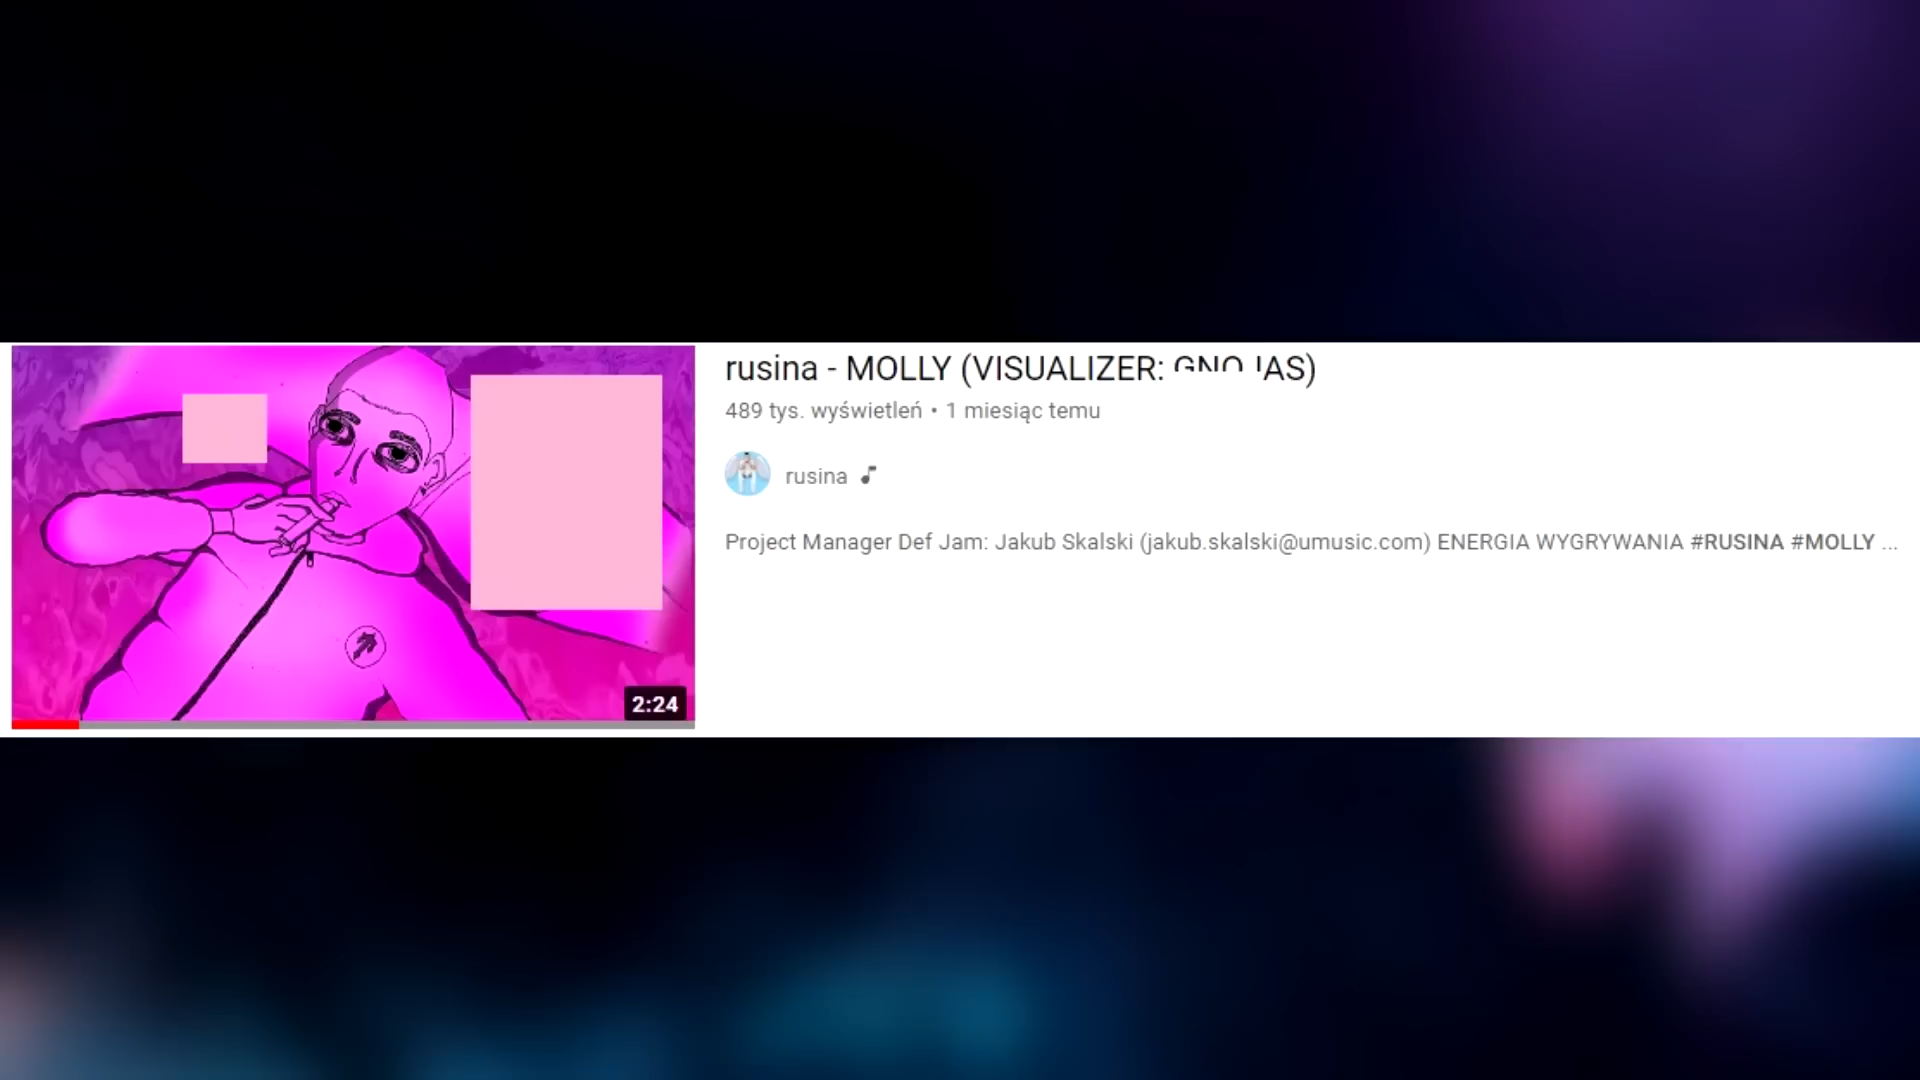 rusina - MOLLY (VISUALIZER:
489 tys. wyświetleń • 1 miesiąc temu
rusina
Project Manager Def Jam: Jakub Skalski (jakub.skalski@umusic.com) ENERGIA WYGRYWANIA #RUSINA #MOLLY ...
2:24